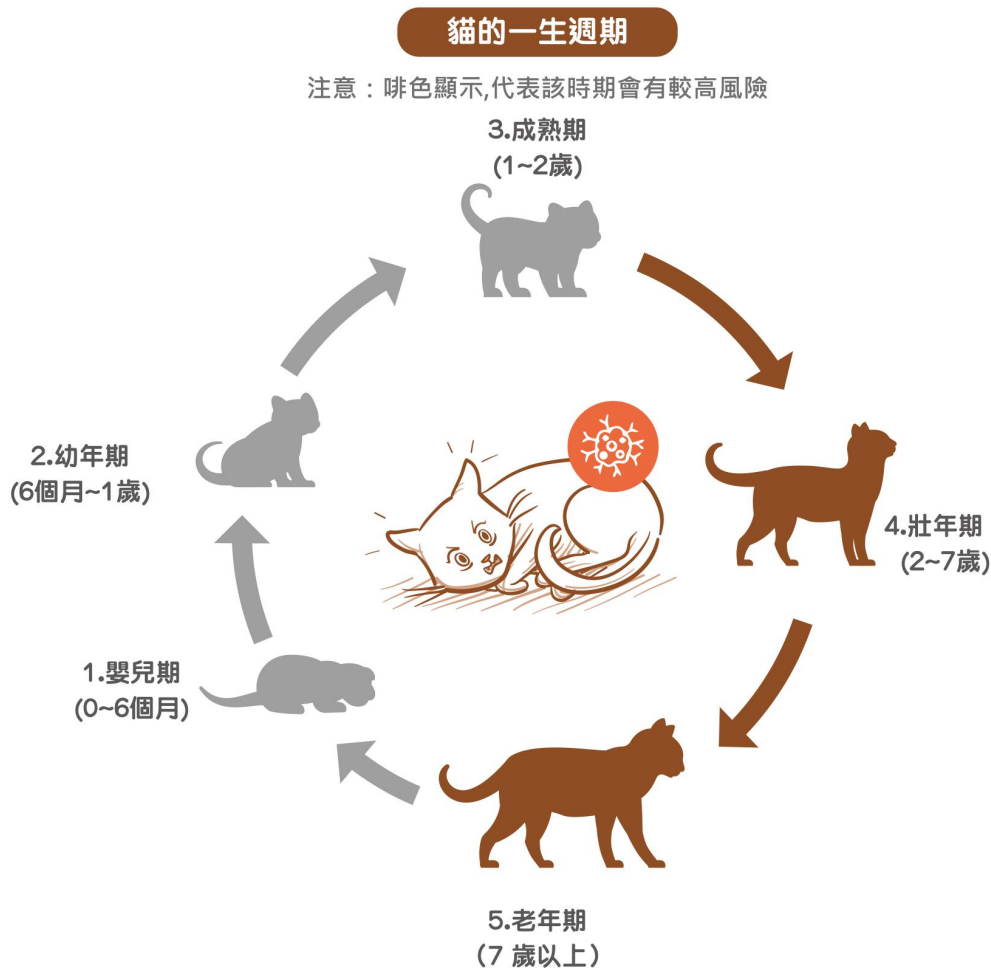 貓的一生週期
注意：啡色顯示,代表該時期會有較高風險
3.成熟期
(1~2歲)
2.幼年期
(6個月~1歲)
4.壯年期
(2~7歲)
1.嬰兒期
(0~6個月)
5.老年期
(7 歲以上)